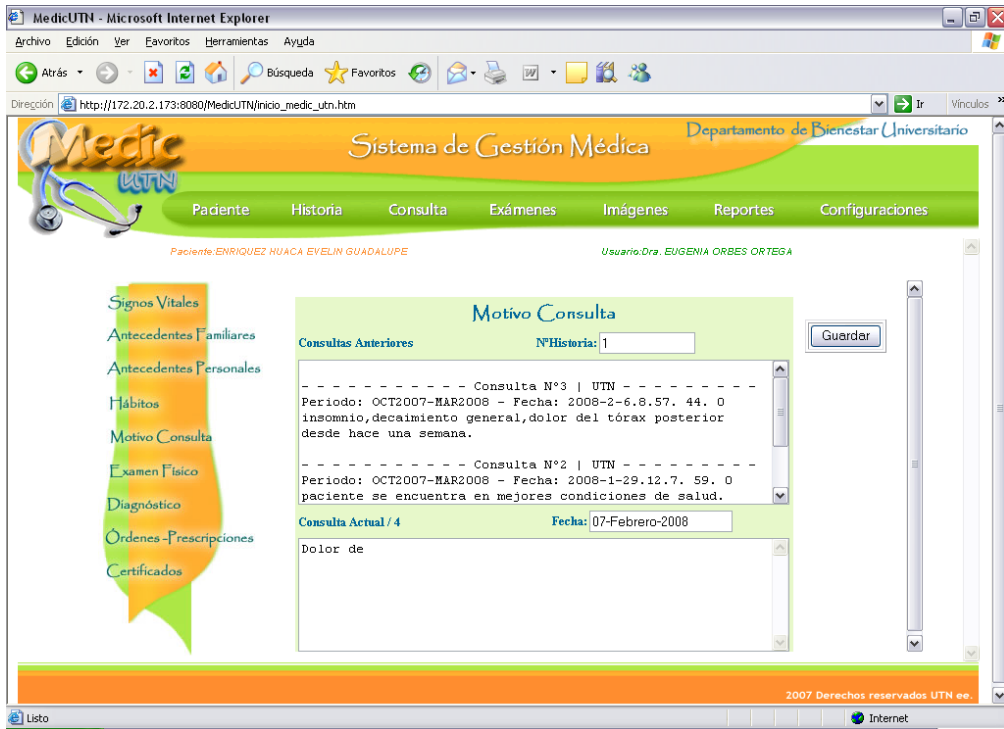 MedicUTN - Microsoft Internet Explorer
Archivo Edición Ver Favoritos Herramientas Ayuda
Atrás Búsqueda Favoritos
Dirección http://172.20.2.173:8080/MedicUTN/inicio_medic_utn.htm Ir Vínculos »
Medic UTN
Sistema de Gestión Médica
Departamento de Bienestar Universitario
Paciente Historia Consulta Exámenes Imágenes Reportes Configuraciones
Paciente:ENRIQUEZ HUACA EVELIN GUADALUPE Usuario:Dra. EUGENIA ORBES ORTEGA
Signos Vitales
Antecedentes Familiares
Antecedentes Personales
Hábitos
Motivo Consulta
Examen Físico
Diagnóstico
Órdenes -Prescripciones
Certificados
Motivo Consulta
Consultas Anteriores NºHistoria: 1
- - - - - - - - - - - Consulta Nº3 | UTN - - - - - - - - -
Periodo: OCT2007-MAR2008 - Fecha: 2008-2-6.8.57. 44. 0
insomnio,decaimiento general,dolor del tórax posterior
desde hace una semana.
- - - - - - - - - - - Consulta Nº2 | UTN - - - - - - - - -
Periodo: OCT2007-MAR2008 - Fecha: 2008-1-29.12.7. 59. 0
paciente se encuentra en mejores condiciones de salud.
Consulta Actual / 4 Fecha: 07-Febrero-2008
Dolor de
Guardar
2007 Derechos reservados UTN ee.
Listo Internet